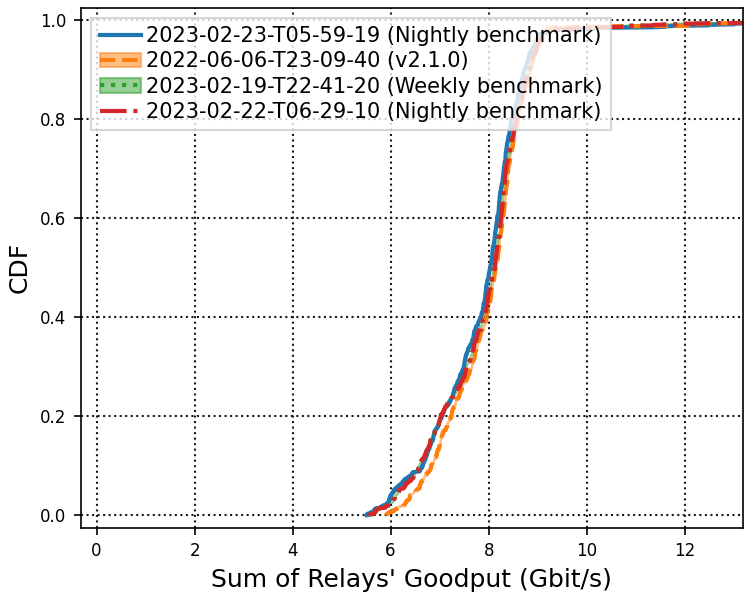 1.0
0.8
0.6
0.4
0.2
0.0
CDF
2023-02-23-T05-59-19 (Nightly benchmark)
2022-06-06-T23-09-40 (v2.1.0)
2023-02-19-T22-41-20 (Weekly benchmark)
2023-02-22-T06-29-10 (Nightly benchmark)
0 2 4 6 8 10 12
Sum of Relays' Goodput (Gbit/s)